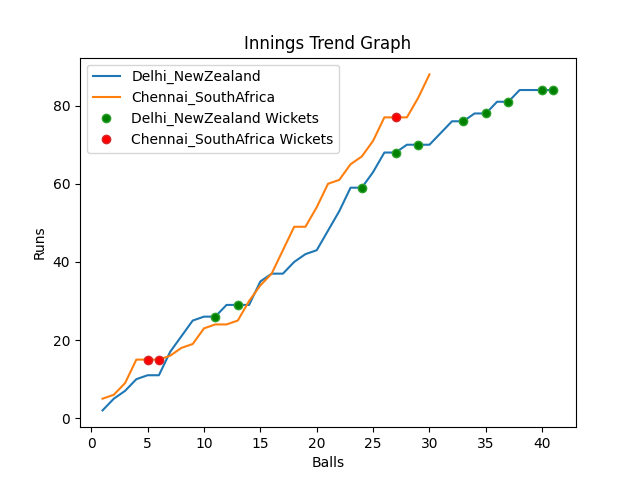 Innings Trend Graph
Delhi_NewZealand
Chennai_SouthAfrica
Delhi_NewZealand Wickets
Chennai_SouthAfrica Wickets
Runs
80
60
40
20
0
0 5 10 15 20 25 30 35 40
Balls